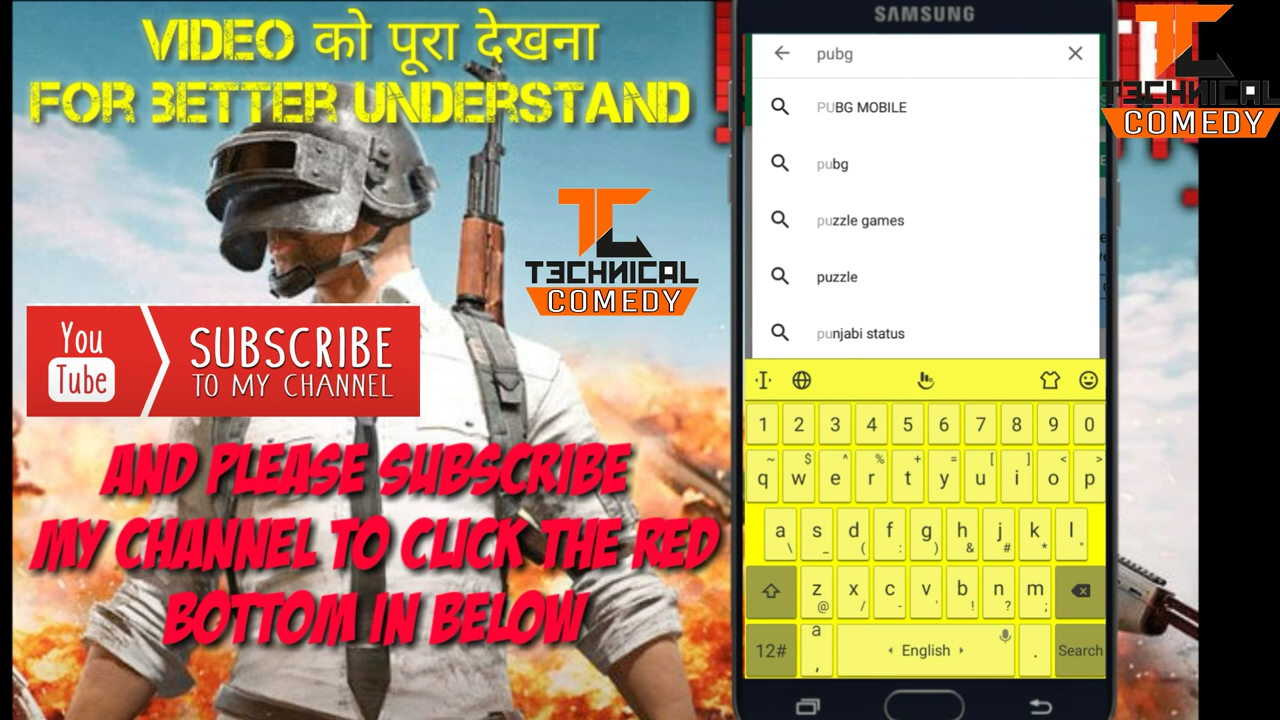 VIDEO को पूरा देखना
FOR BETTER UNDERSTAND
TC
TECHNICAL
COMEDY
You
Tube
SUBSCRIBE
TO MY CHANNEL
AND PLEASE SUBSCRIBE
MY CHANNEL TO CLICK THE RED
BOTTOM IN BELOW
SAMSUNG
pubg
PUBG MOBILE
pubg
puzzle games
puzzle
punjabi status
1 2 3 4 5 6 7 8 9 0
~ $ ^ % + = [ ] < >
q w e r t y u i o p
a s d f g h j k l
\ _ ( : ) & # * "
z x c v b n m
@ / - ' ! ? ;
12# a , English . Search
TC
TECHNICAL
COMEDY